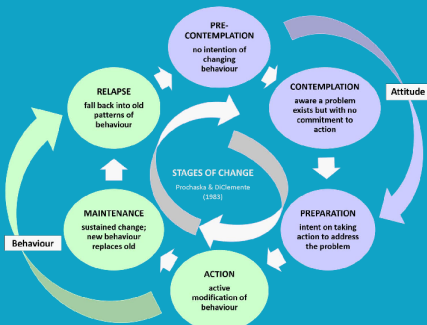 PRE-
CONTEMPLATION
no intention of
changing
behaviour
CONTEMPLATION
aware a problem
exists but with no
commitment to
action
Attitude
PREPARATION
intent on taking
action to address
the problem
ACTION
active
modification of
behaviour
MAINTENANCE
sustained change;
new behaviour
replaces old
Behaviour
RELAPSE
fall back into old
patterns of
behaviour
STAGES OF CHANGE
Prochaska & DiClemente
(1983)